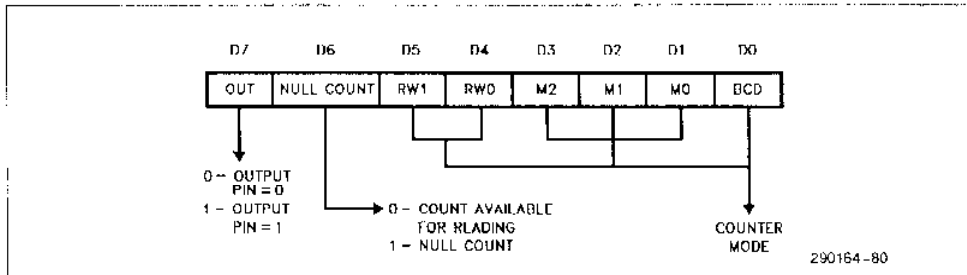 D7 D6 D5 D4 D3 D2 D1 D0
OUT NULL COUNT RW1 RW0 M2 M1 M0 BCD
0 – OUTPUT
PIN = 0
1 – OUTPUT
PIN = 1
0 – COUNT AVAILABLE
FOR READING
1 – NULL COUNT
COUNTER
MODE
290164–80